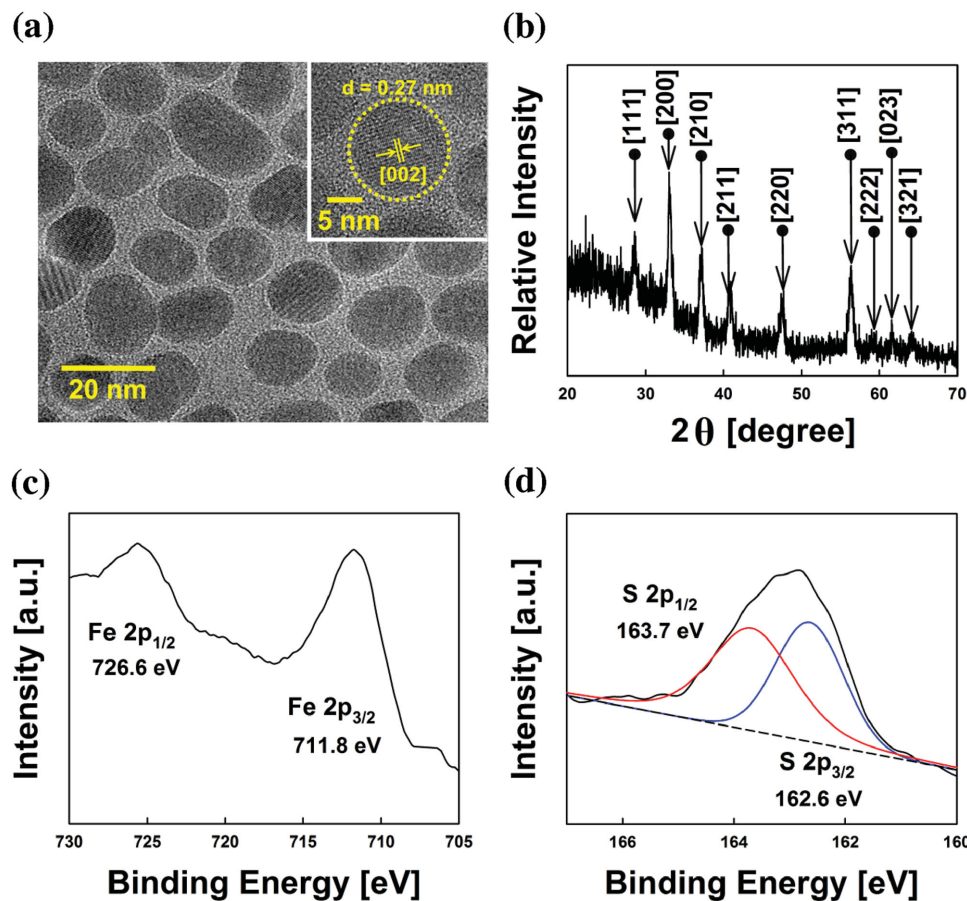 (a)
d = 0.27 nm
[002]
5 nm
20 nm
(b)
Relative Intensity
[111]
[200]
[210]
[211]
[220]
[311]
[222]
[023]
[321]
20 30 40 50 60 70
2θ [degree]
(c)
Intensity [a.u.]
Fe 2p1/2
726.6 eV
Fe 2p3/2
711.8 eV
730 725 720 715 710 705
Binding Energy [eV]
(d)
Intensity [a.u.]
S 2p1/2
163.7 eV
S 2p3/2
162.6 eV
166 164 162 160
Binding Energy [eV]